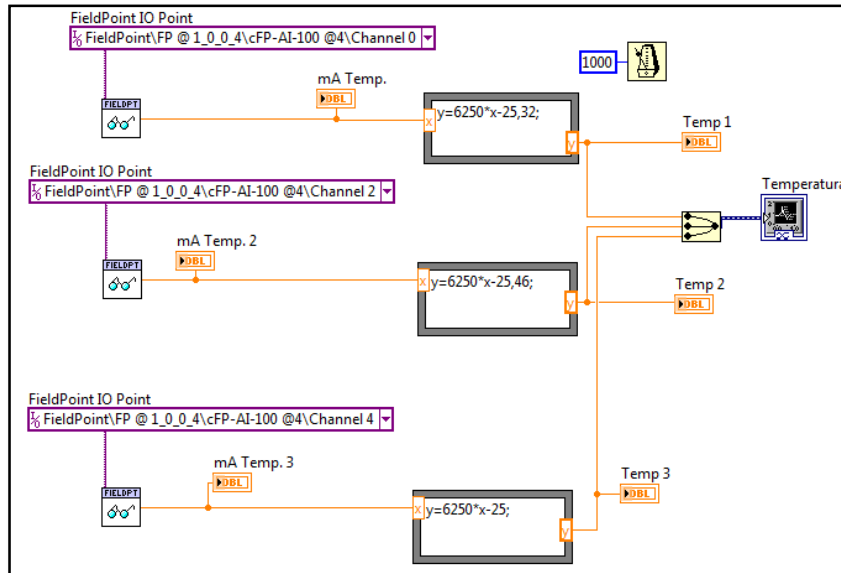 FieldPoint IO Point
I/0 FieldPoint\FP @ 1_0_0_4\cFP-AI-100 @4\Channel 0
1000
mA Temp.
DBL
FIELDPT
x
y=6250*x-25,32;
y
Temp 1
DBL
FieldPoint IO Point
I/0 FieldPoint\FP @ 1_0_0_4\cFP-AI-100 @4\Channel 2
Temperatura
mA Temp. 2
DBL
FIELDPT
x
y=6250*x-25,46;
y
Temp 2
DBL
FieldPoint IO Point
I/0 FieldPoint\FP @ 1_0_0_4\cFP-AI-100 @4\Channel 4
mA Temp. 3
DBL
FIELDPT
x
y=6250*x-25;
y
Temp 3
DBL